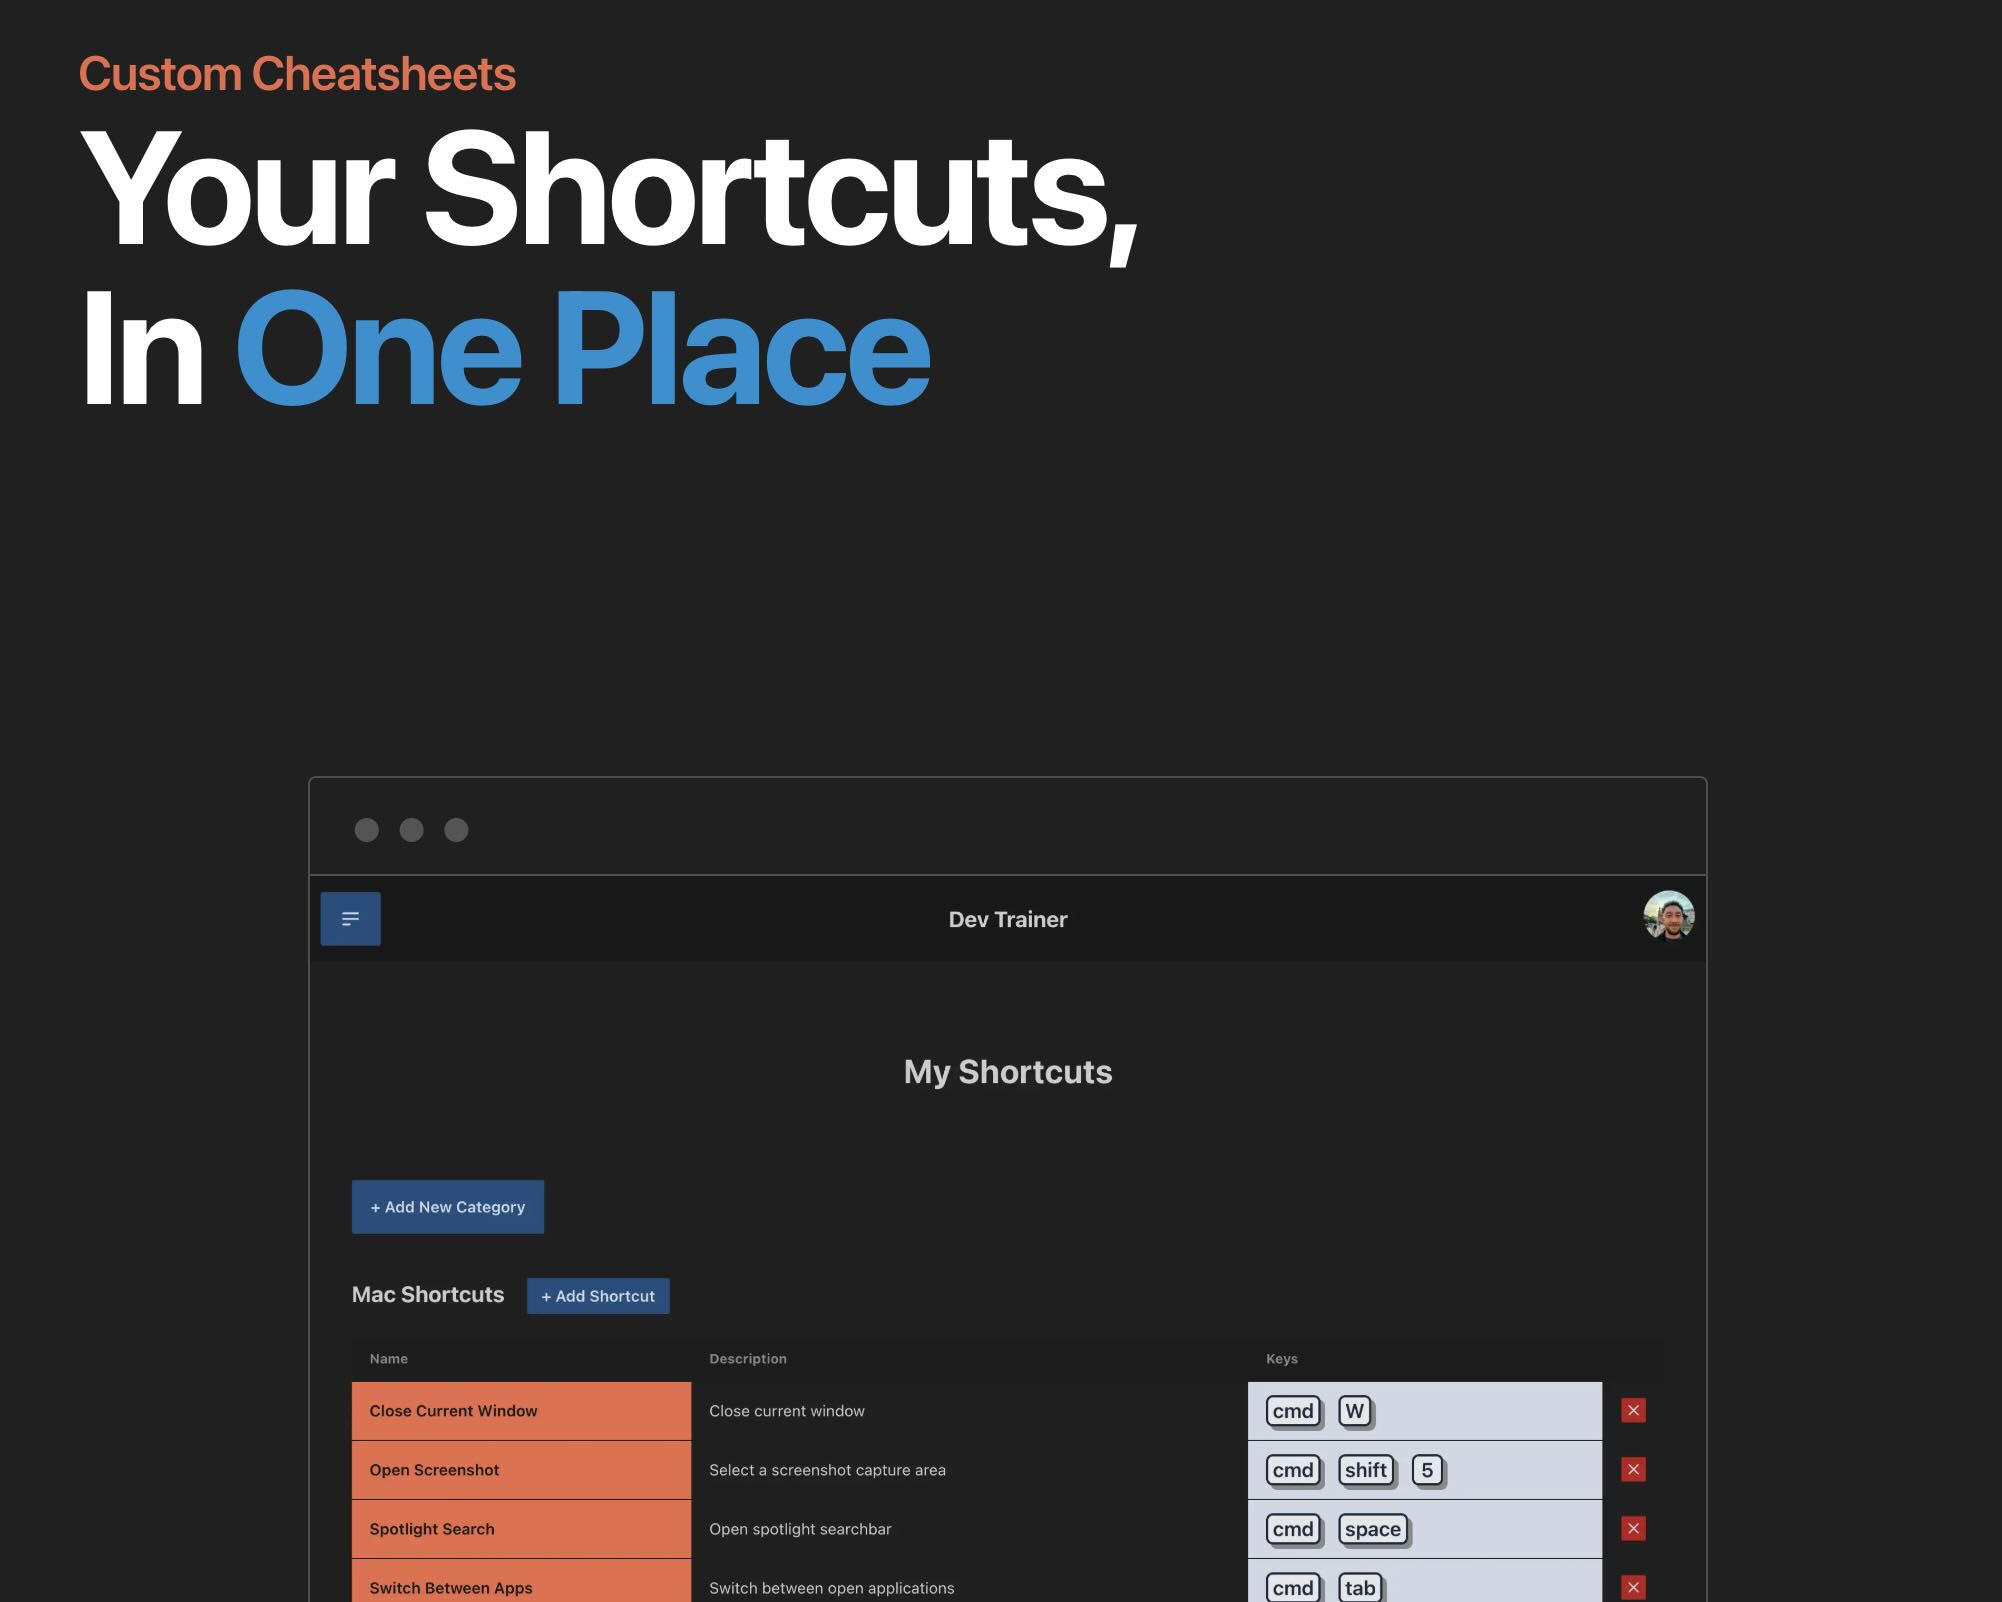 Custom Cheatsheets
Your Shortcuts,
In One Place
Dev Trainer
My Shortcuts
+ Add New Category
Mac Shortcuts + Add Shortcut
Name Description Keys
Close Current Window Close current window cmd W
Open Screenshot Select a screenshot capture area cmd shift 5
Spotlight Search Open spotlight searchbar cmd space
Switch Between Apps Switch between open applications cmd tab